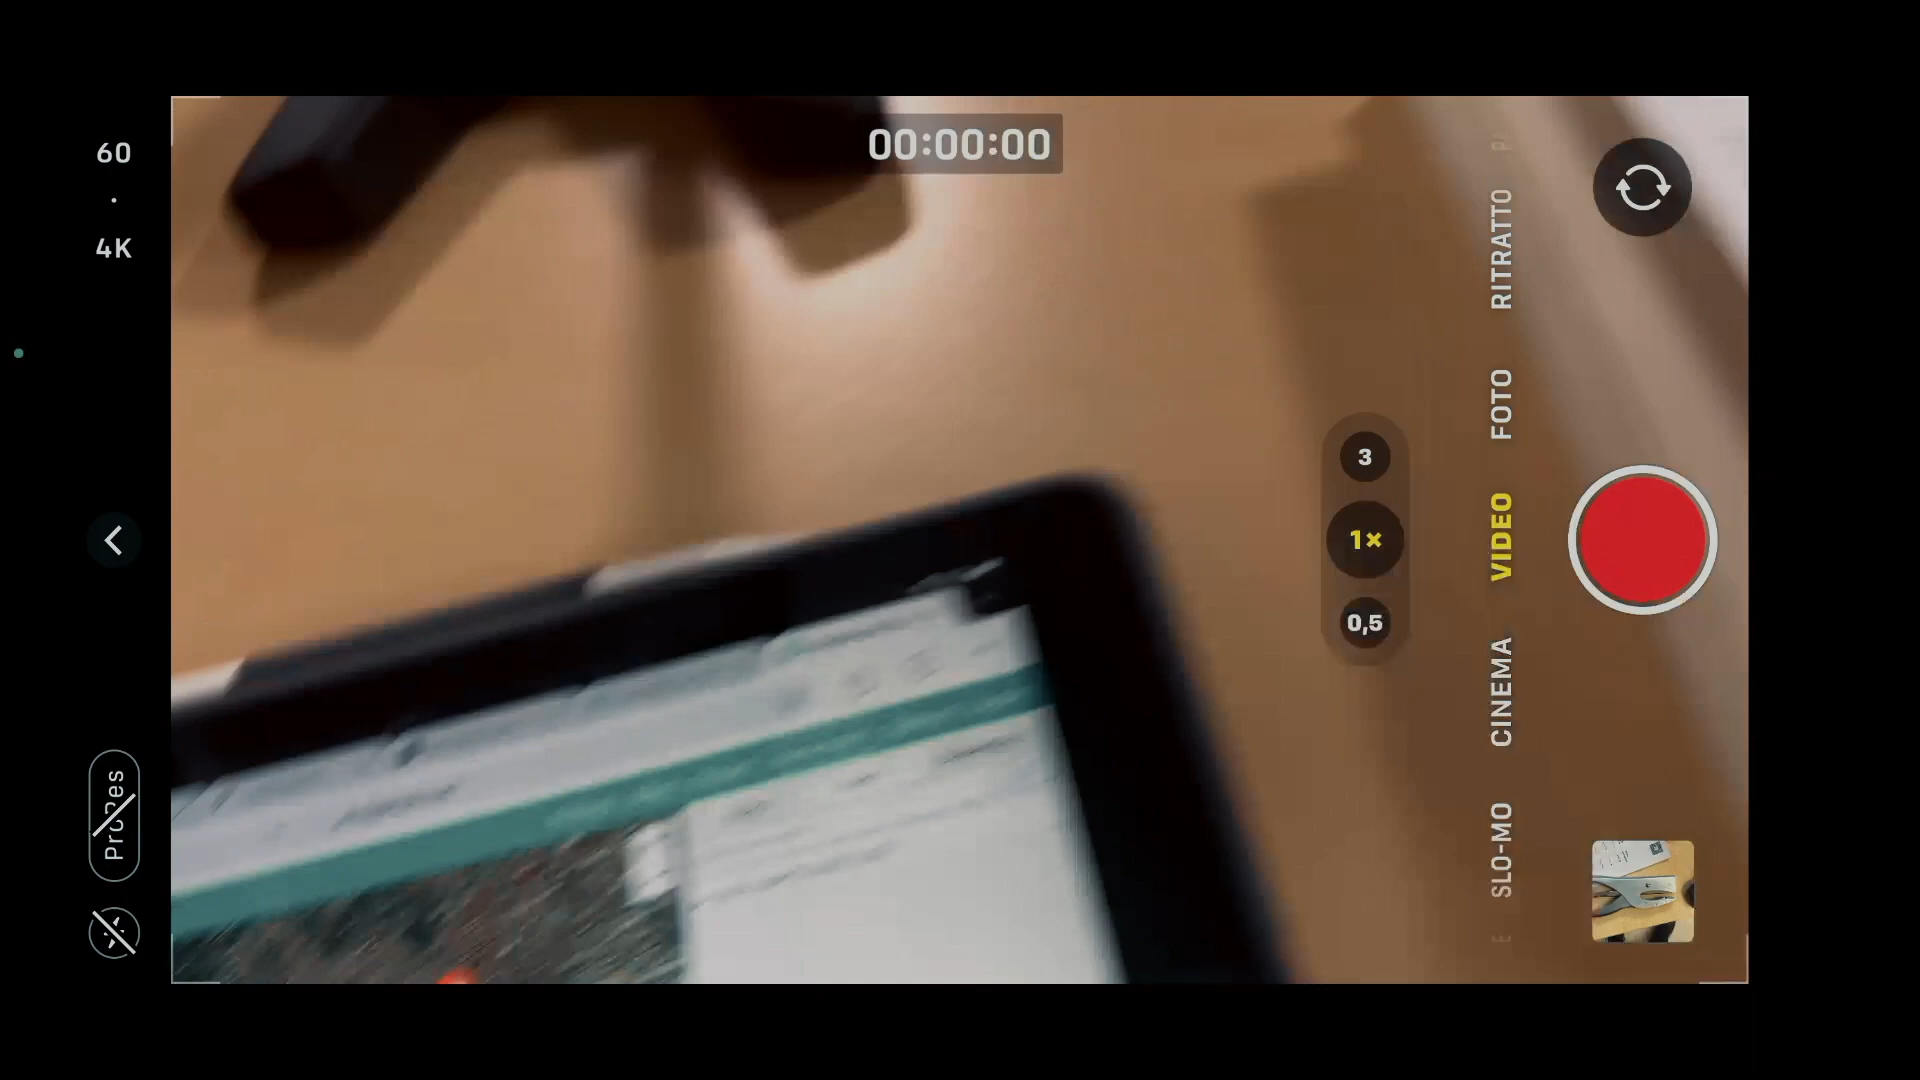 60
4K
00:00:00
RITRATTO
FOTO
VIDEO
CINEMA
SLO-MO
3
1×
0,5